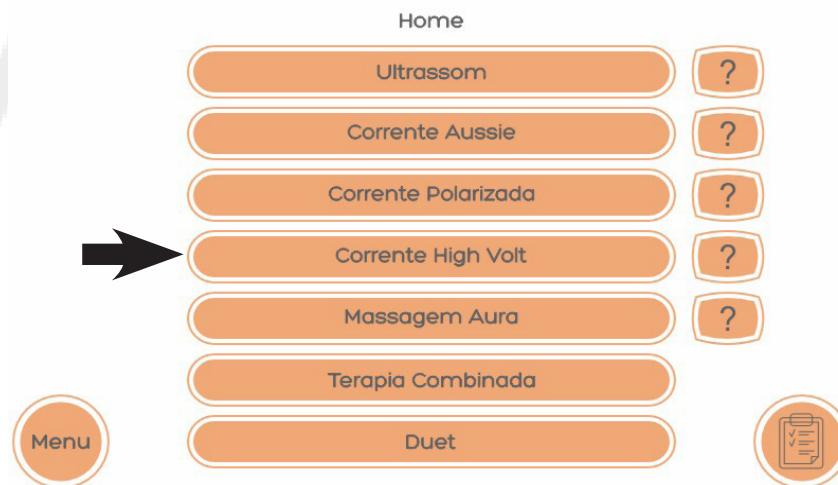 Home
Ultrassom ?
Corrente Aussie ?
Corrente Polarizada ?
Corrente High Volt ?
Massagem Aura ?
Terapia Combinada
Menu Duet